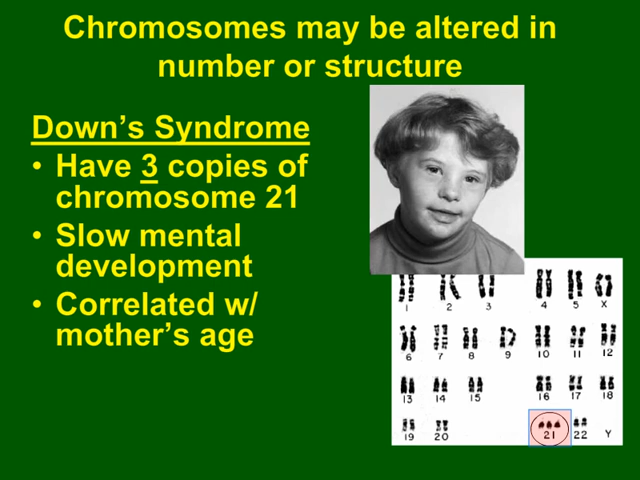 Chromosomes may be altered in
number or structure
Down's Syndrome
• Have 3 copies of
chromosome 21
• Slow mental
development
• Correlated w/
mother's age
1 2 3 4 5 X
6 7 8 9 10 11 12
13 14 15 16 17 18
19 20 21 22 Y